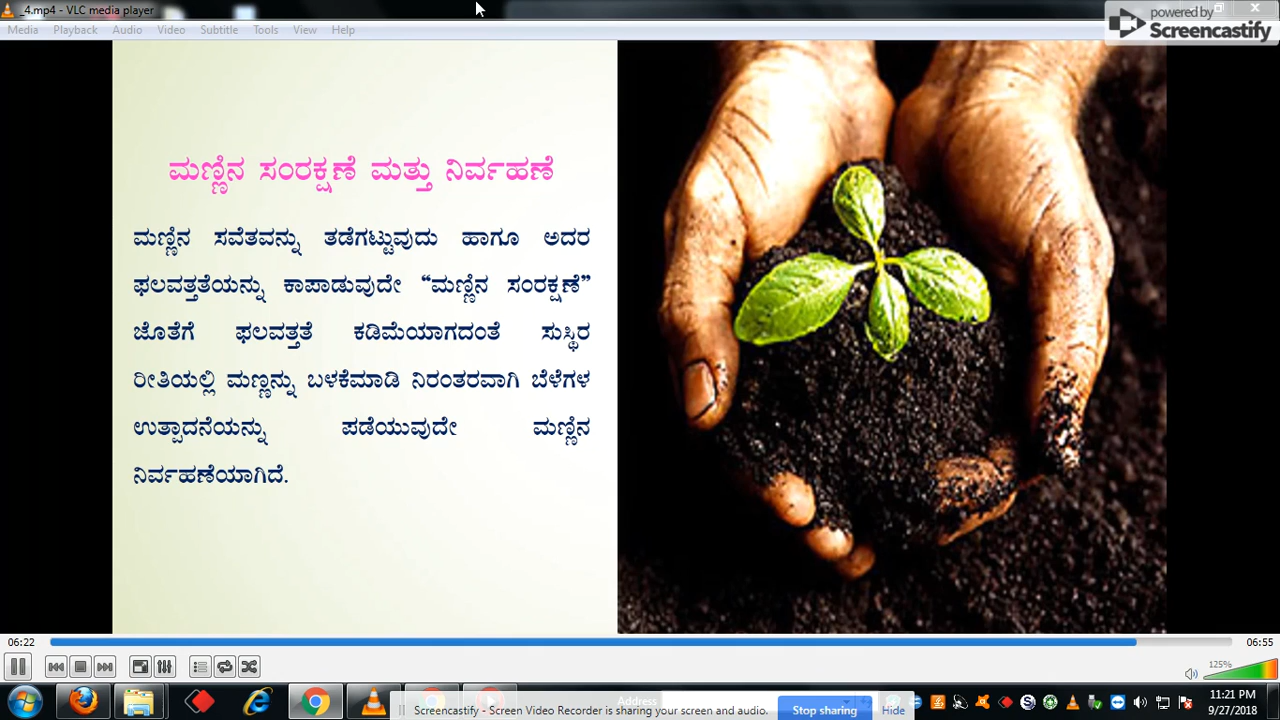 _4.mp4 - VLC media player
powered by
Screencastify
Media Playback Audio Video Subtitle Tools View Help
ಮಣ್ಣಿನ ಸಂರಕ್ಷಣೆ ಮತ್ತು ನಿರ್ವಹಣೆ
ಮಣ್ಣಿನ ಸವೆತವನ್ನು ತಡೆಗಟ್ಟುವುದು ಹಾಗೂ ಅದರ
ಫಲವತ್ತತೆಯನ್ನು ಕಾಪಾಡುವುದೇ “ಮಣ್ಣಿನ ಸಂರಕ್ಷಣೆ”
ಜೊತೆಗೆ ಫಲವತ್ತತೆ ಕಡಿಮೆಯಾಗದಂತೆ ಸುಸ್ಥಿರ
ರೀತಿಯಲ್ಲಿ ಮಣ್ಣನ್ನು ಬಳಕೆಮಾಡಿ ನಿರಂತರವಾಗಿ ಬೆಳೆಗಳ
ಉತ್ಪಾದನೆಯನ್ನು ಪಡೆಯುವುದೇ ಮಣ್ಣಿನ
ನಿರ್ವಹಣೆಯಾಗಿದೆ.
06:22 06:55
125%
Address
Screencastify - Screen Video Recorder is sharing your screen and audio. Stop sharing Hide
11:21 PM
9/27/2018